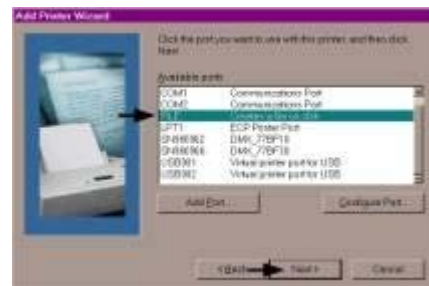 Add Printer Wizard
Click the port you want to use with this printer, and then click
Next.
Available ports:
COM1 Communications Port
COM2 Communications Port
FILE: Creates a file on disk
LPT1: ECP Printer Port
DMK_77BF10
DMK_77BF30
USB001 Virtual printer port for USB
USB002 Virtual printer port for USB
Add Port...
Configure Port...
< Back
Next >
Cancel